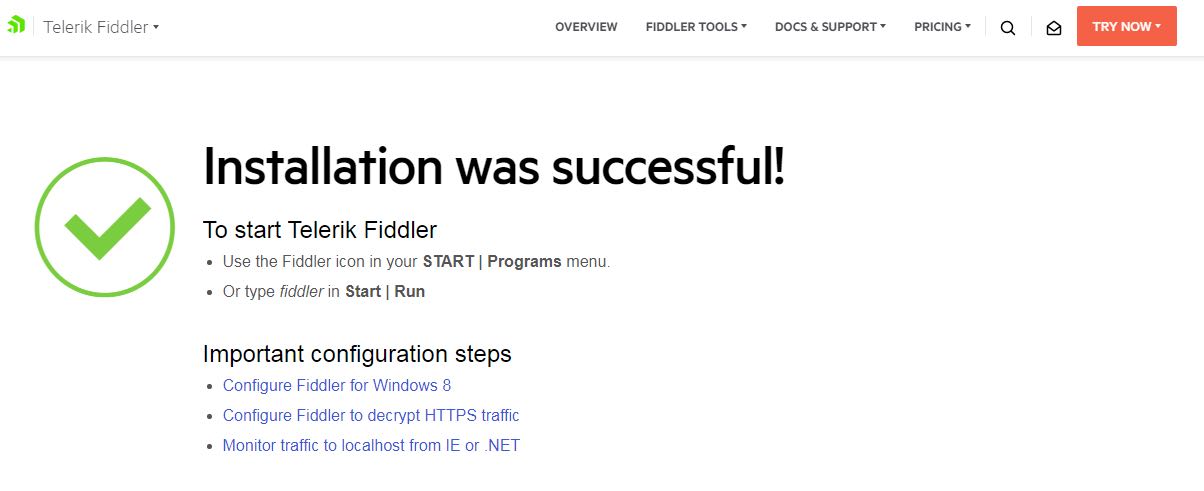 Telerik Fiddler
OVERVIEW FIDDLER TOOLS DOCS & SUPPORT PRICING TRY NOW
Installation was successful!
To start Telerik Fiddler
Use the Fiddler icon in your START | Programs menu.
Or type fiddler in Start | Run
Important configuration steps
Configure Fiddler for Windows 8
Configure Fiddler to decrypt HTTPS traffic
Monitor traffic to localhost from IE or .NET